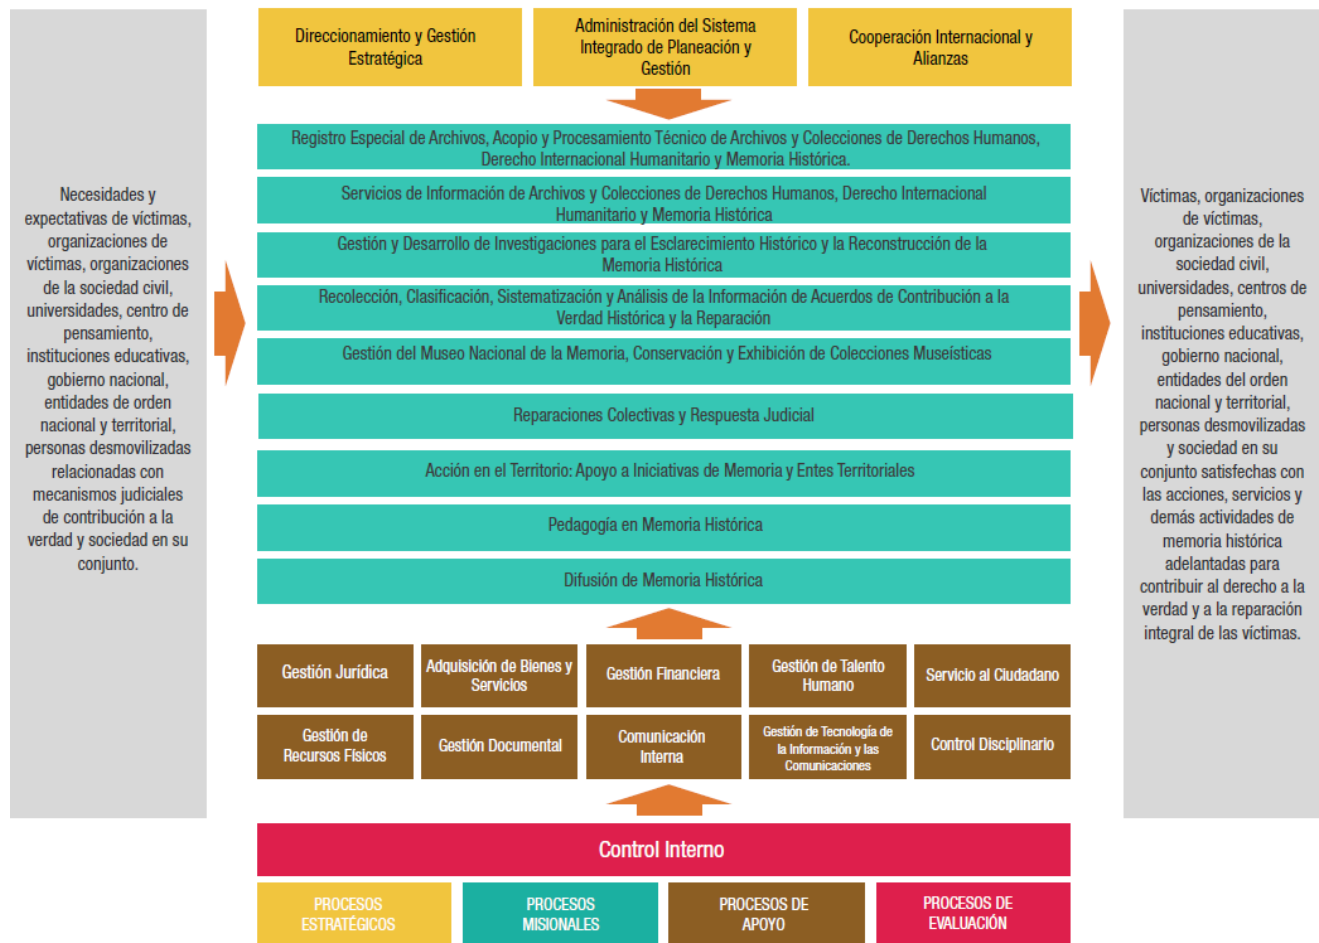 Direccionamiento y Gestión
Estratégica
Administración del Sistema
Integrado de Planeación y
Gestión
Cooperación Internacional y
Alianzas
Necesidades y
expectativas de víctimas,
organizaciones de
víctimas, organizaciones
de la sociedad civil,
universidades, centro de
pensamiento,
instituciones educativas,
gobierno nacional,
entidades de orden
nacional y territorial,
personas desmovilizadas
relacionadas con
mecanismos judiciales
de contribución a la
verdad y sociedad en su
conjunto.
Registro Especial de Archivos, Acopio y Procesamiento Técnico de Archivos y Colecciones de Derechos Humanos,
Derecho Internacional Humanitario y Memoria Histórica.
Servicios de Información de Archivos y Colecciones de Derechos Humanos, Derecho Internacional
Humanitario y Memoria Histórica
Gestión y Desarrollo de Investigaciones para el Esclarecimiento Histórico y la Reconstrucción de la
Memoria Histórica
Recolección, Clasificación, Sistematización y Análisis de la Información de Acuerdos de Contribución a la
Verdad Histórica y la Reparación
Gestión del Museo Nacional de la Memoria, Conservación y Exhibición de Colecciones Museísticas
Reparaciones Colectivas y Respuesta Judicial
Acción en el Territorio: Apoyo a Iniciativas de Memoria y Entes Territoriales
Pedagogía en Memoria Histórica
Difusión de Memoria Histórica
Víctimas, organizaciones
de víctimas,
organizaciones de la
sociedad civil,
universidades, centros de
pensamiento,
instituciones educativas,
gobierno nacional,
entidades del orden
nacional y territorial,
personas desmovilizadas
y sociedad en su
conjunto satisfechas con
las acciones, servicios y
demás actividades de
memoria histórica
adelantadas para
contribuir al derecho a la
verdad y a la reparación
integral de las víctimas.
Gestión Jurídica
Adquisición de Bienes y
Servicios
Gestión Financiera
Gestión de Talento
Humano
Servicio al Ciudadano
Gestión de
Recursos Físicos
Gestión Documental
Comunicación
Interna
Gestión de Tecnología de
la Información y las
Comunicaciones
Control Disciplinario
Control Interno
PROCESOS
ESTRATÉGICOS
PROCESOS
MISIONALES
PROCESOS DE
APOYO
PROCESOS DE
EVALUACIÓN